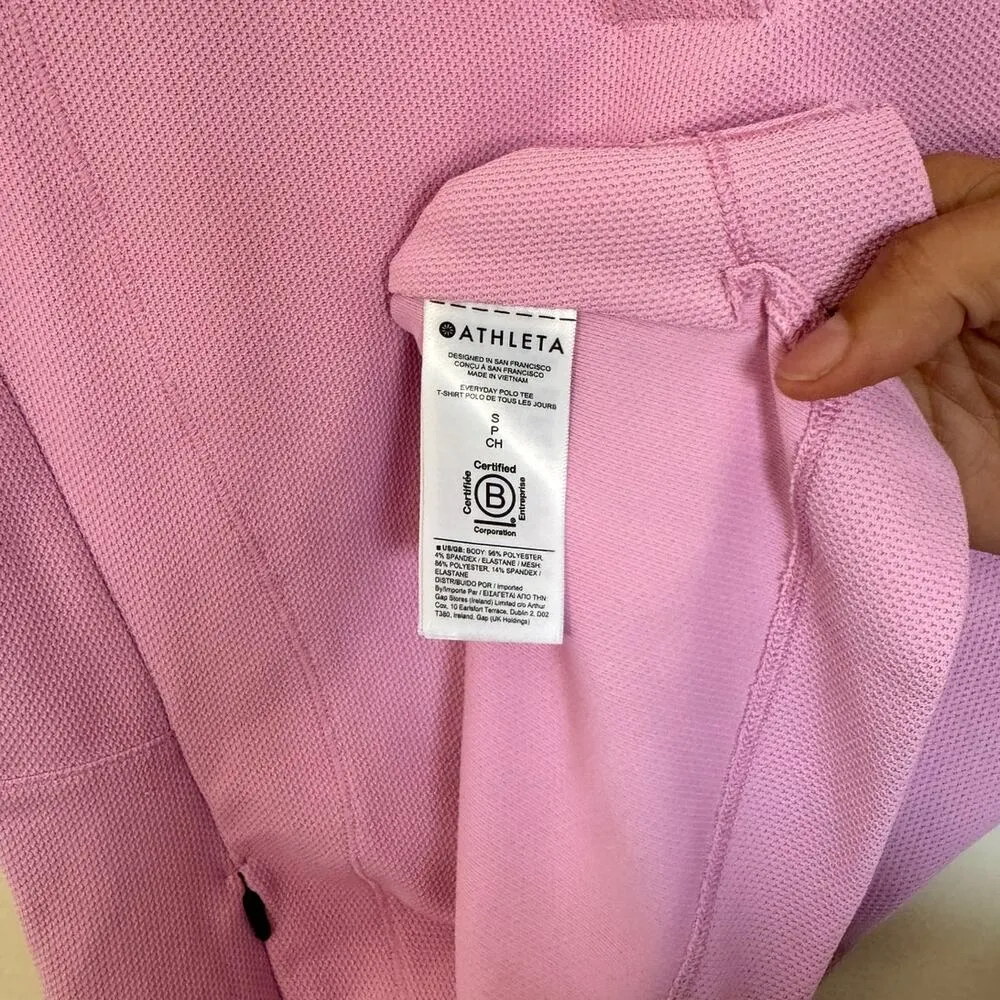 ATHLETA
DESIGNED IN SAN FRANCISCO
CONÇU À SAN FRANCISCO
MADE IN VIETNAM
EVERYDAY POLO TEE
T-SHIRT POLO DE TOUS LES JOURS
S
P
CH
Certified
Certifiée
B
Entreprise
Corporation
US/GB: BODY: 96% POLYESTER,
4% SPANDEX / ELASTANE / MESH:
86% POLYESTER, 14% SPANDEX /
ELASTANE
DISTRIBUIDO POR / Imported
By/Importe Par / ΕΙΣΑΓΕΤΑΙ ΑΠΟ ΤΗΝ:
Gap Stores (Ireland) Limited c/o Arthur
Cox, 10 Earlsfort Terrace, Dublin 2, D02
T380, Ireland. Gap (UK Holdings)